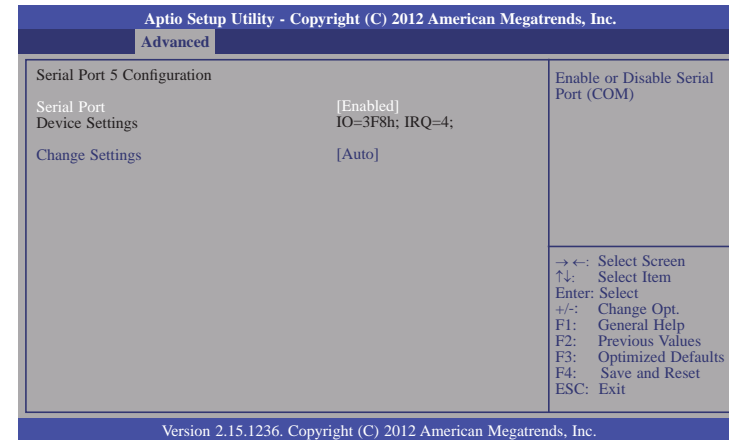 Aptio Setup Utility - Copyright (C) 2012 American Megatrends, Inc.
Advanced
Serial Port 5 Configuration
Serial Port [Enabled]
Device Settings IO=3F8h; IRQ=4;
Change Settings [Auto]
Enable or Disable Serial
Port (COM)
→←: Select Screen
↑↓: Select Item
Enter: Select
+/-: Change Opt.
F1: General Help
F2: Previous Values
F3: Optimized Defaults
F4: Save and Reset
ESC: Exit
Version 2.15.1236. Copyright (C) 2012 American Megatrends, Inc.